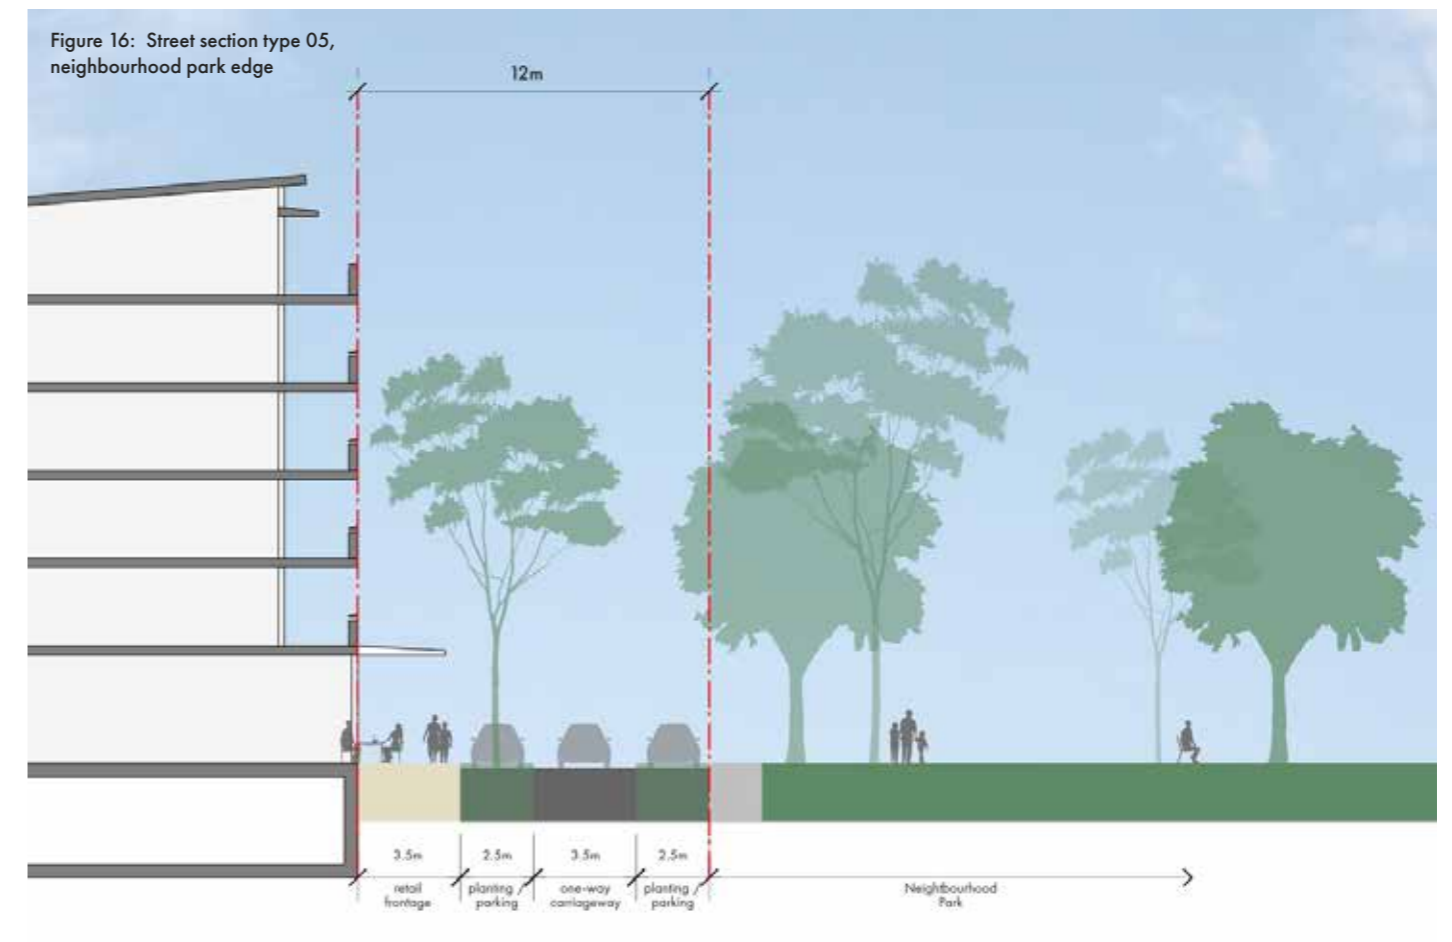 Figure 16: Street section type 05,
neighbourhood park edge
12m
3.5m
2.5m
3.5m
2.5m
retail
frontage
planting /
parking
one-way
carriageway
planting /
parking
Neightbourhood
Park